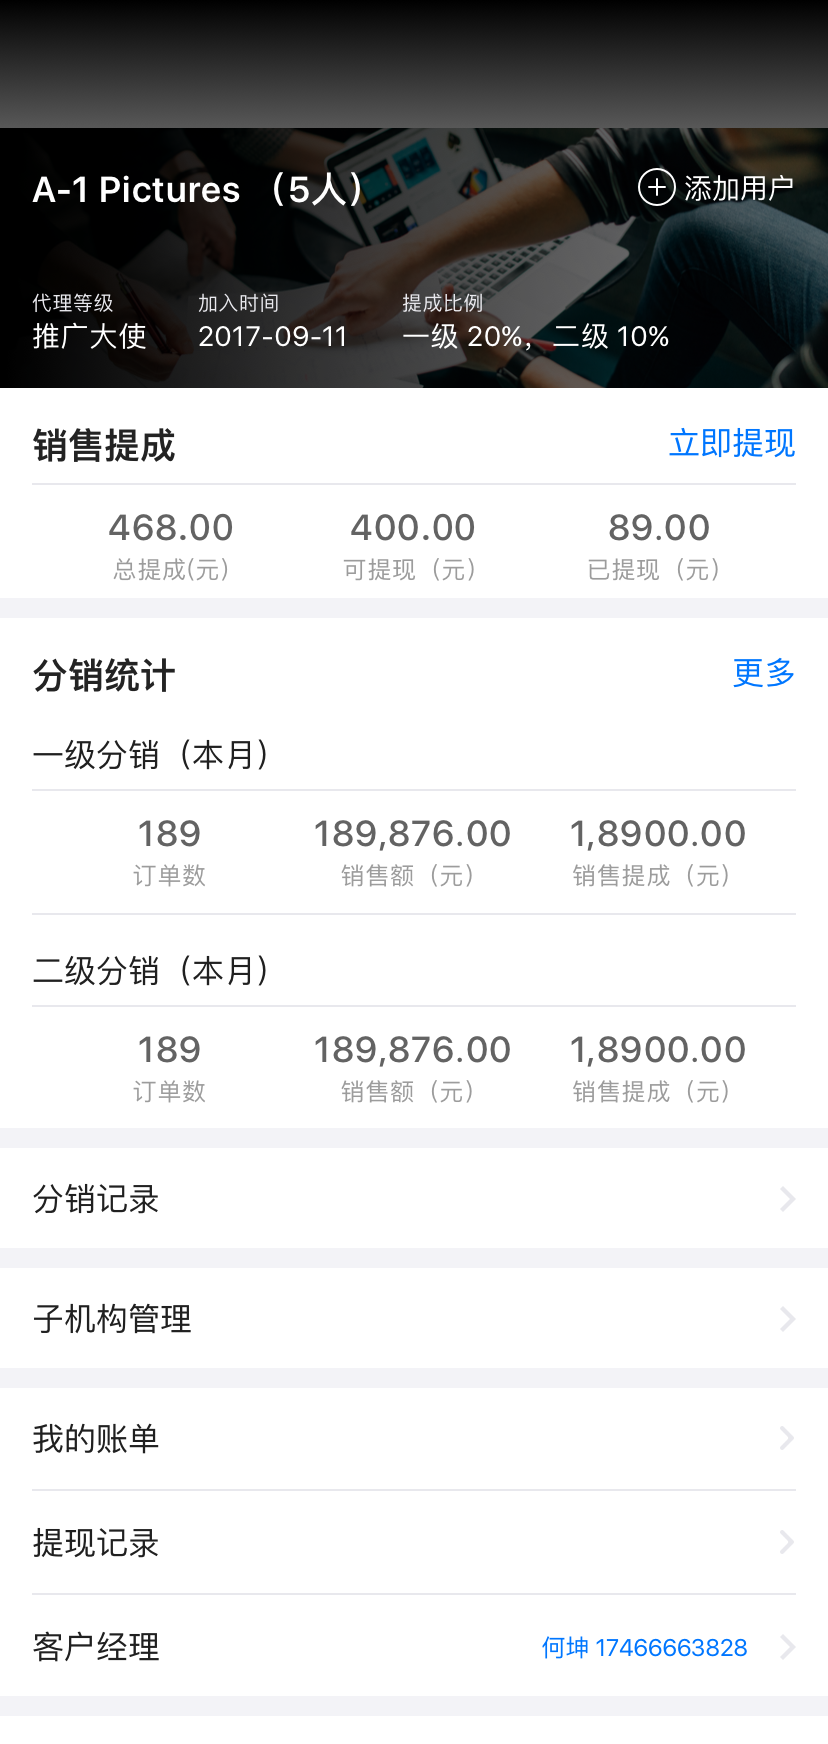 A-1 Pictures （5人）
添加用户
代理等级 加入时间 提成比例
推广大使 2017-09-11 一级 20%，二级 10%
销售提成 立即提现
468.00 400.00 89.00
总提成(元) 可提现（元） 已提现（元）
分销统计 更多
一级分销（本月）
189 189,876.00 1,8900.00
订单数 销售额（元） 销售提成（元）
二级分销（本月）
189 189,876.00 1,8900.00
订单数 销售额（元） 销售提成（元）
分销记录
子机构管理
我的账单
提现记录
客户经理 何坤 17466663828